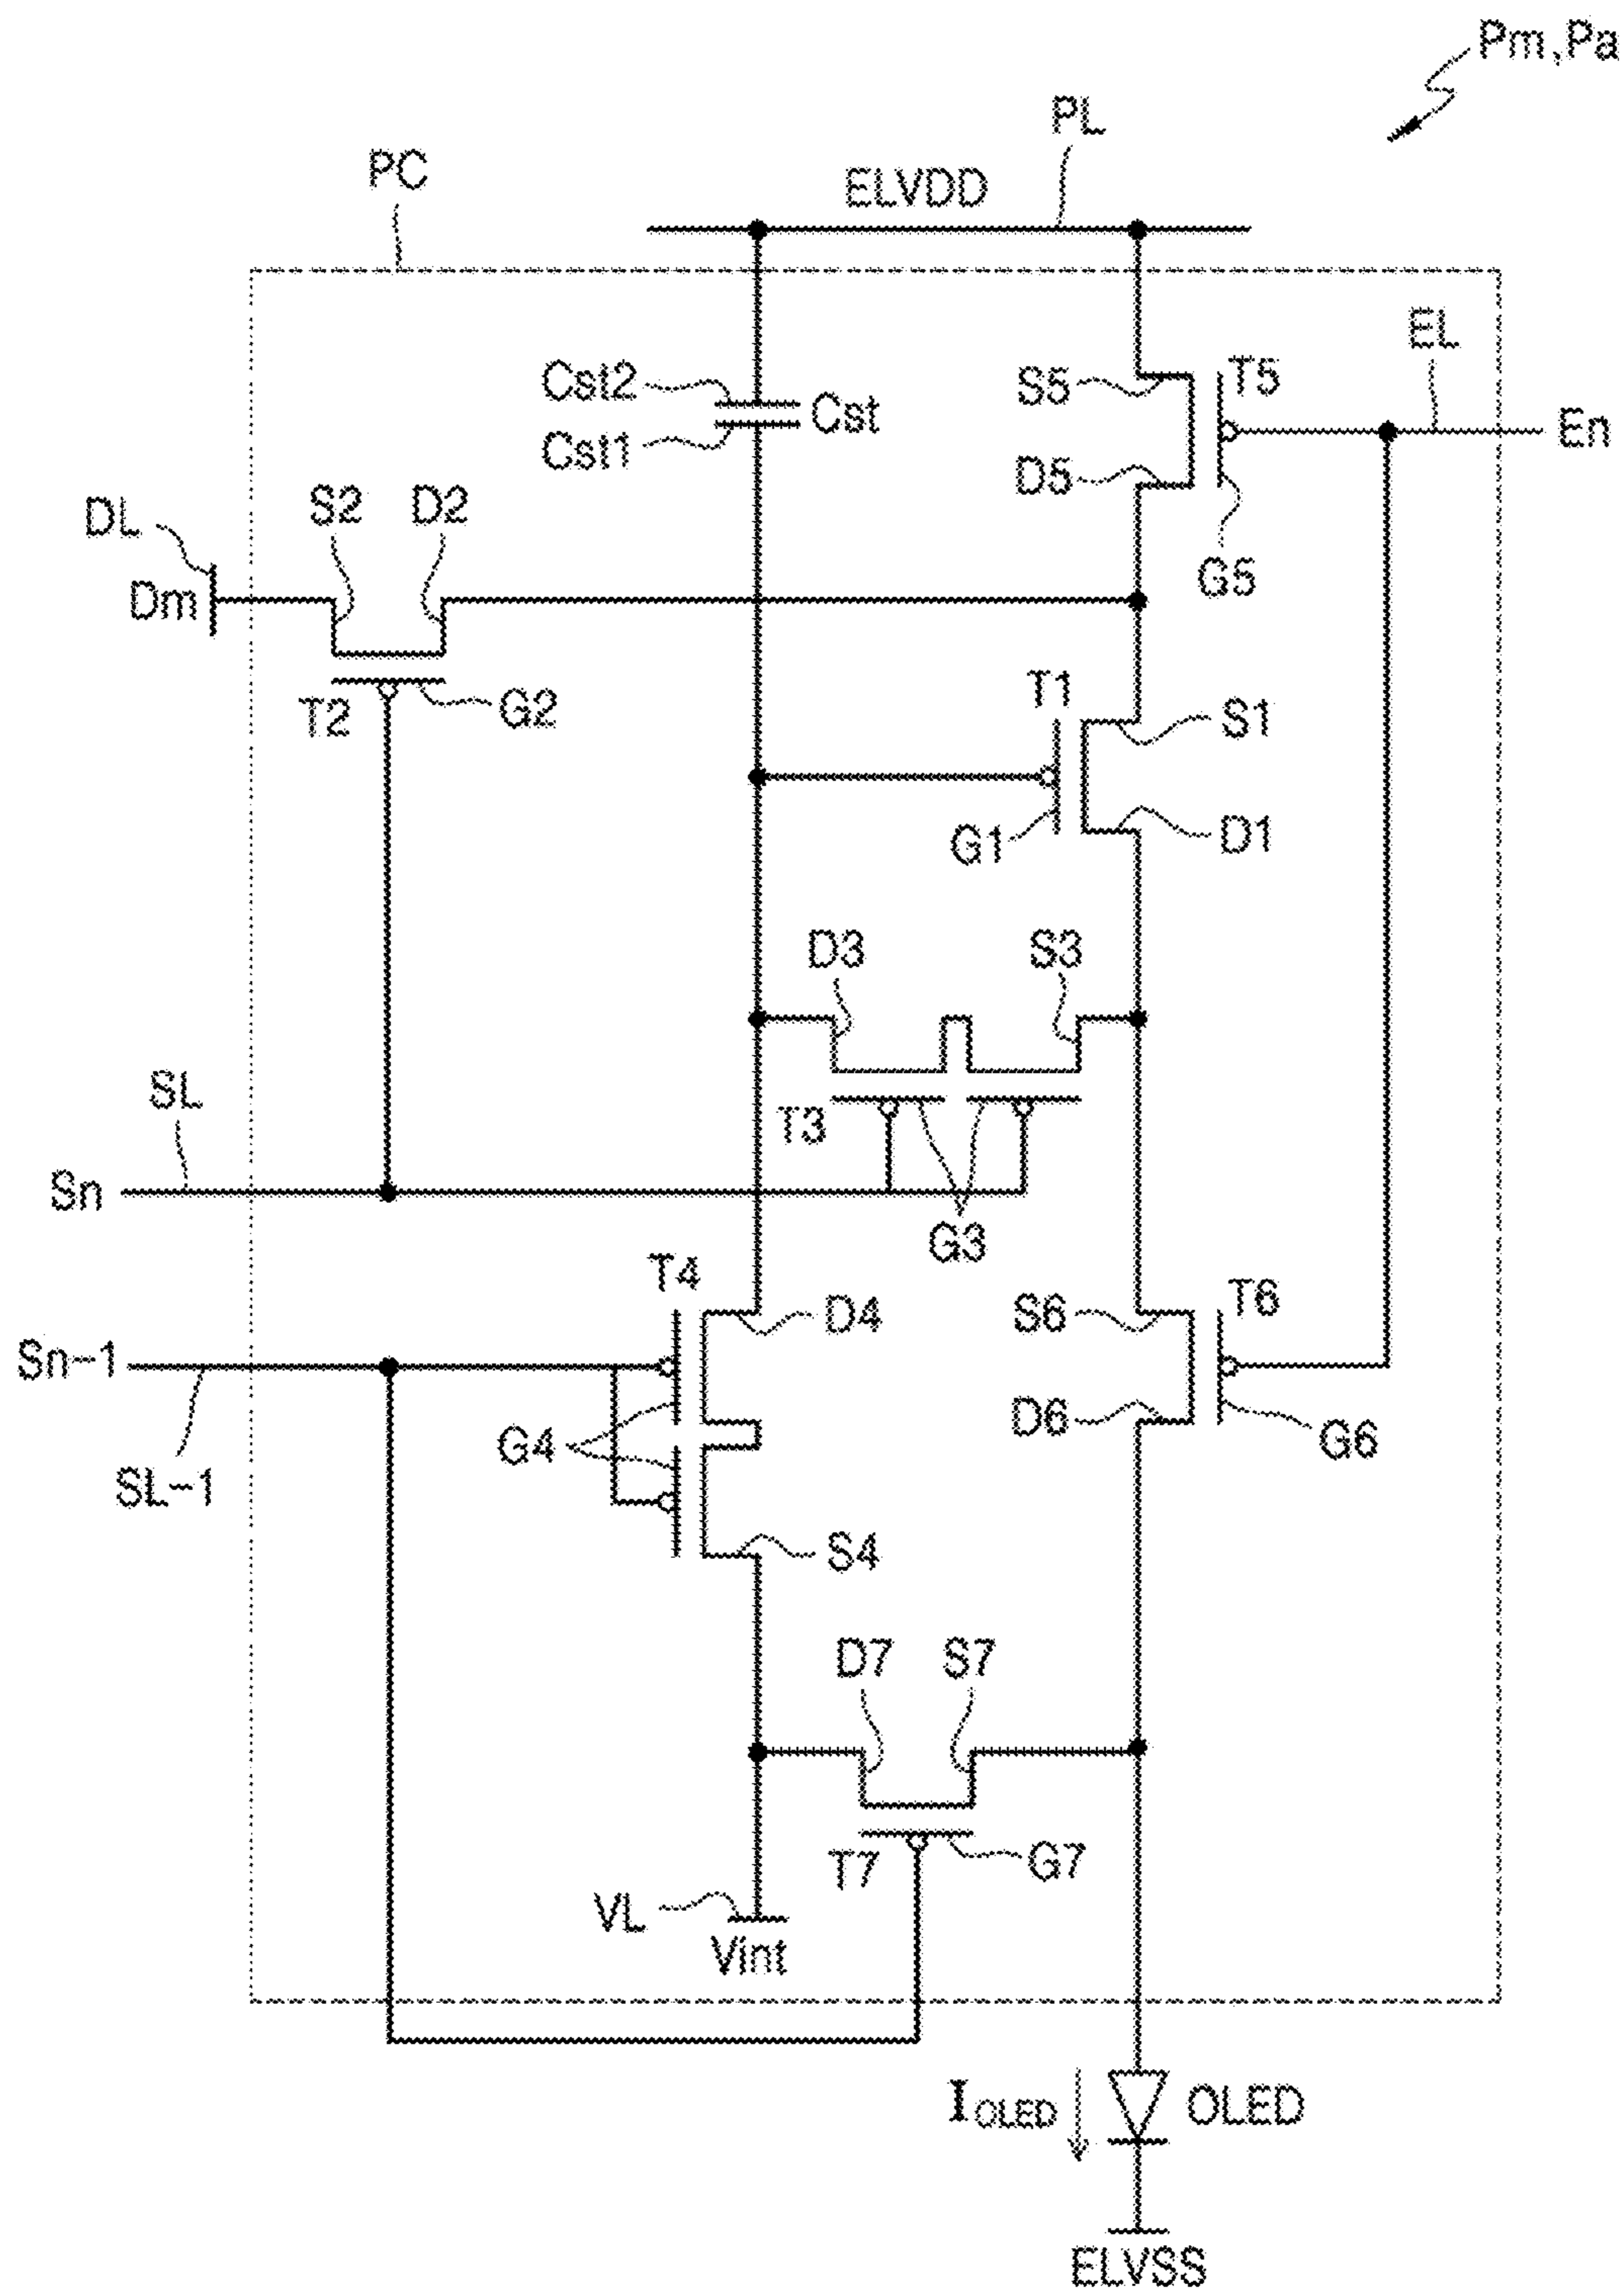 Pm, Pa
PL
PC
ELVDD
EL
Cst2
Cst
Cst1
S5
T5
En
D5
G5
DL
S2
D2
Dm
T2
G2
T1
S1
G1
D1
D3
S3
SL
T3
Sn
G3
T4
D4
S6
T6
Sn-1
G4
D6
G6
SL-1
S4
D7
S7
T7
G7
VL
Vint
IOLED
OLED
ELVSS